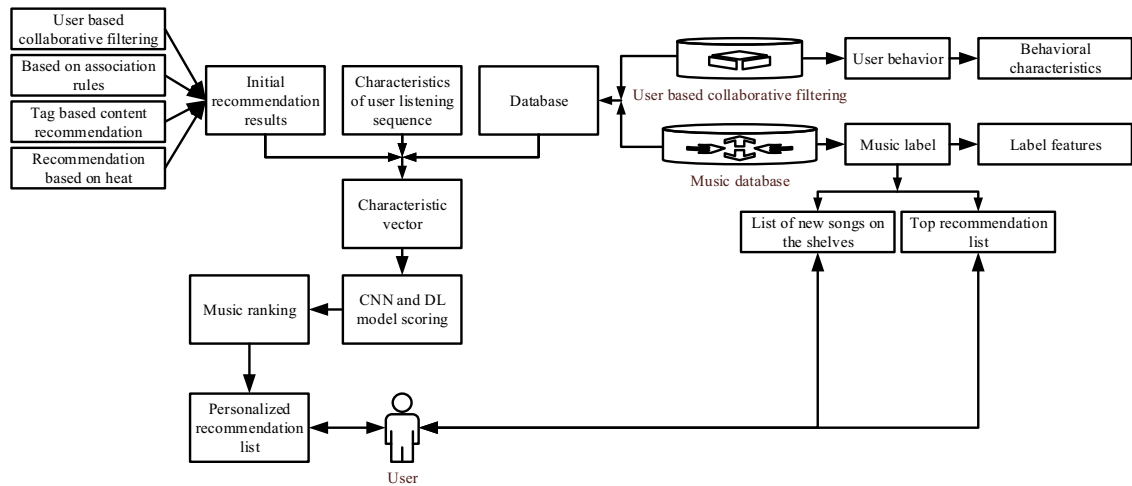 User based
collaborative filtering
Based on association
rules
Tag based content
recommendation
Recommendation
based on heat
Initial
recommendation
results
Characteristics
of user listening
sequence
Database
User based collaborative filtering
User behavior
Behavioral
characteristics
Music database
Music label
Label features
List of new songs on
the shelves
Top recommendation
list
Characteristic
vector
CNN and DL
model scoring
Music ranking
Personalized
recommendation
list
User